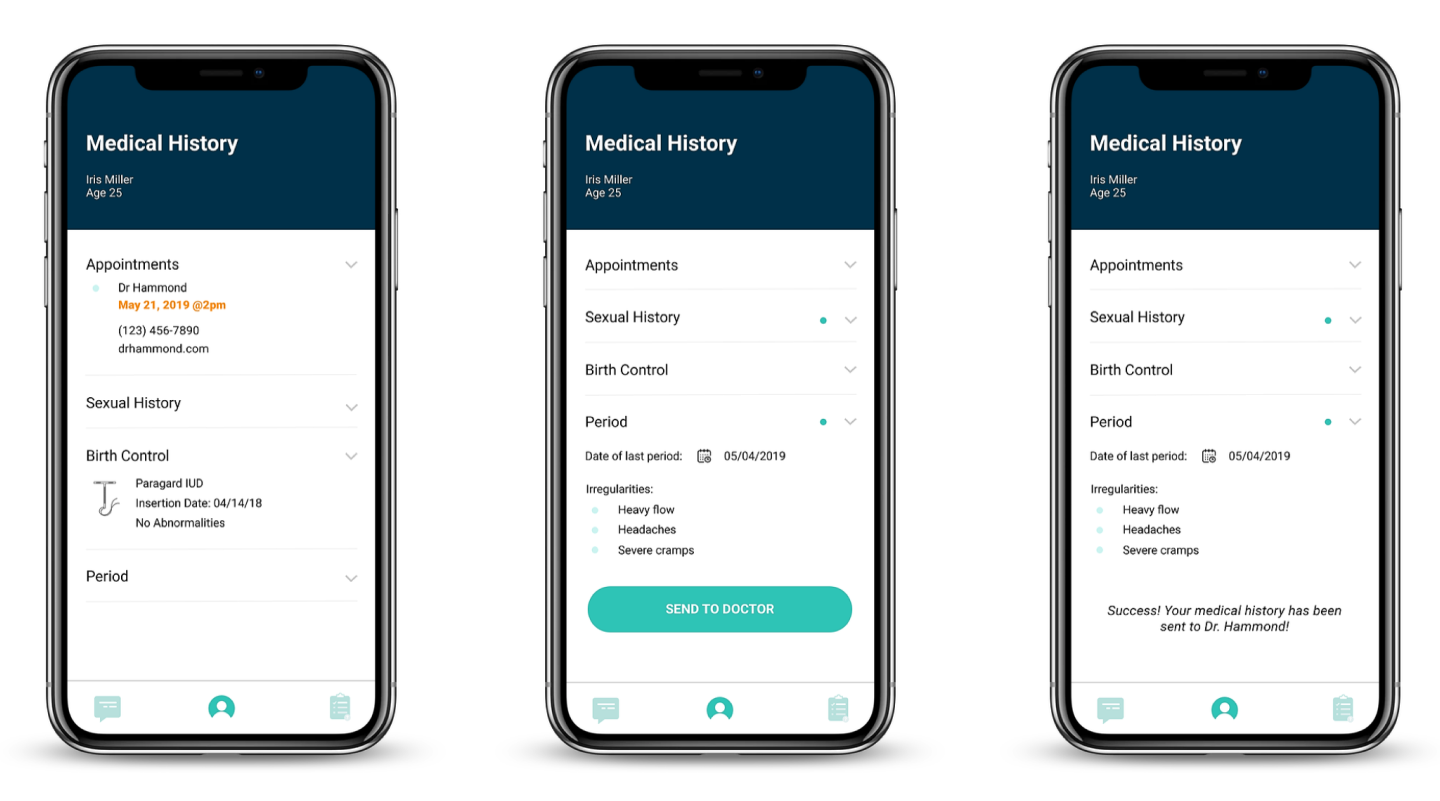 Medical History
Iris Miller
Age 25
Appointments
Dr Hammond
May 21, 2019 @2pm
(123) 456-7890
drhammond.com
Sexual History
Birth Control
Paragard IUD
Insertion Date: 04/14/18
No Abnormalities
Period
Medical History
Iris Miller
Age 25
Appointments
Sexual History
Birth Control
Period
Date of last period: 05/04/2019
Irregularities:
Heavy flow
Headaches
Severe cramps
SEND TO DOCTOR
Medical History
Iris Miller
Age 25
Appointments
Sexual History
Birth Control
Period
Date of last period: 05/04/2019
Irregularities:
Heavy flow
Headaches
Severe cramps
Success! Your medical history has been
sent to Dr. Hammond!